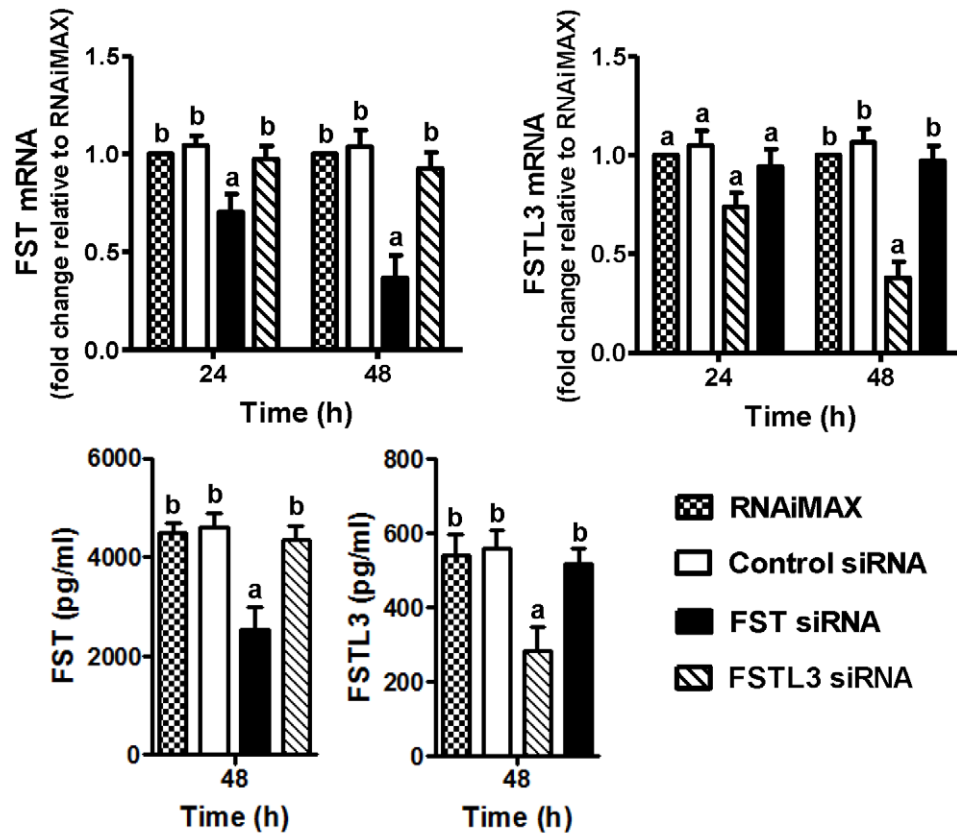 FST mRNA
(fold change relative to RNAiMAX)
1.5
1.0
0.5
0.0
b b a b b b a b
24 48
Time (h)
FSTL3 mRNA
(fold change relative to RNAiMAX)
1.5
1.0
0.5
0.0
a a a a b b a b
24 48
Time (h)
FST (pg/ml)
6000
4000
2000
0
b b a b
48
Time (h)
FSTL3 (pg/ml)
800
600
400
200
0
b b a b
48
Time (h)
RNAiMAX
Control siRNA
FST siRNA
FSTL3 siRNA